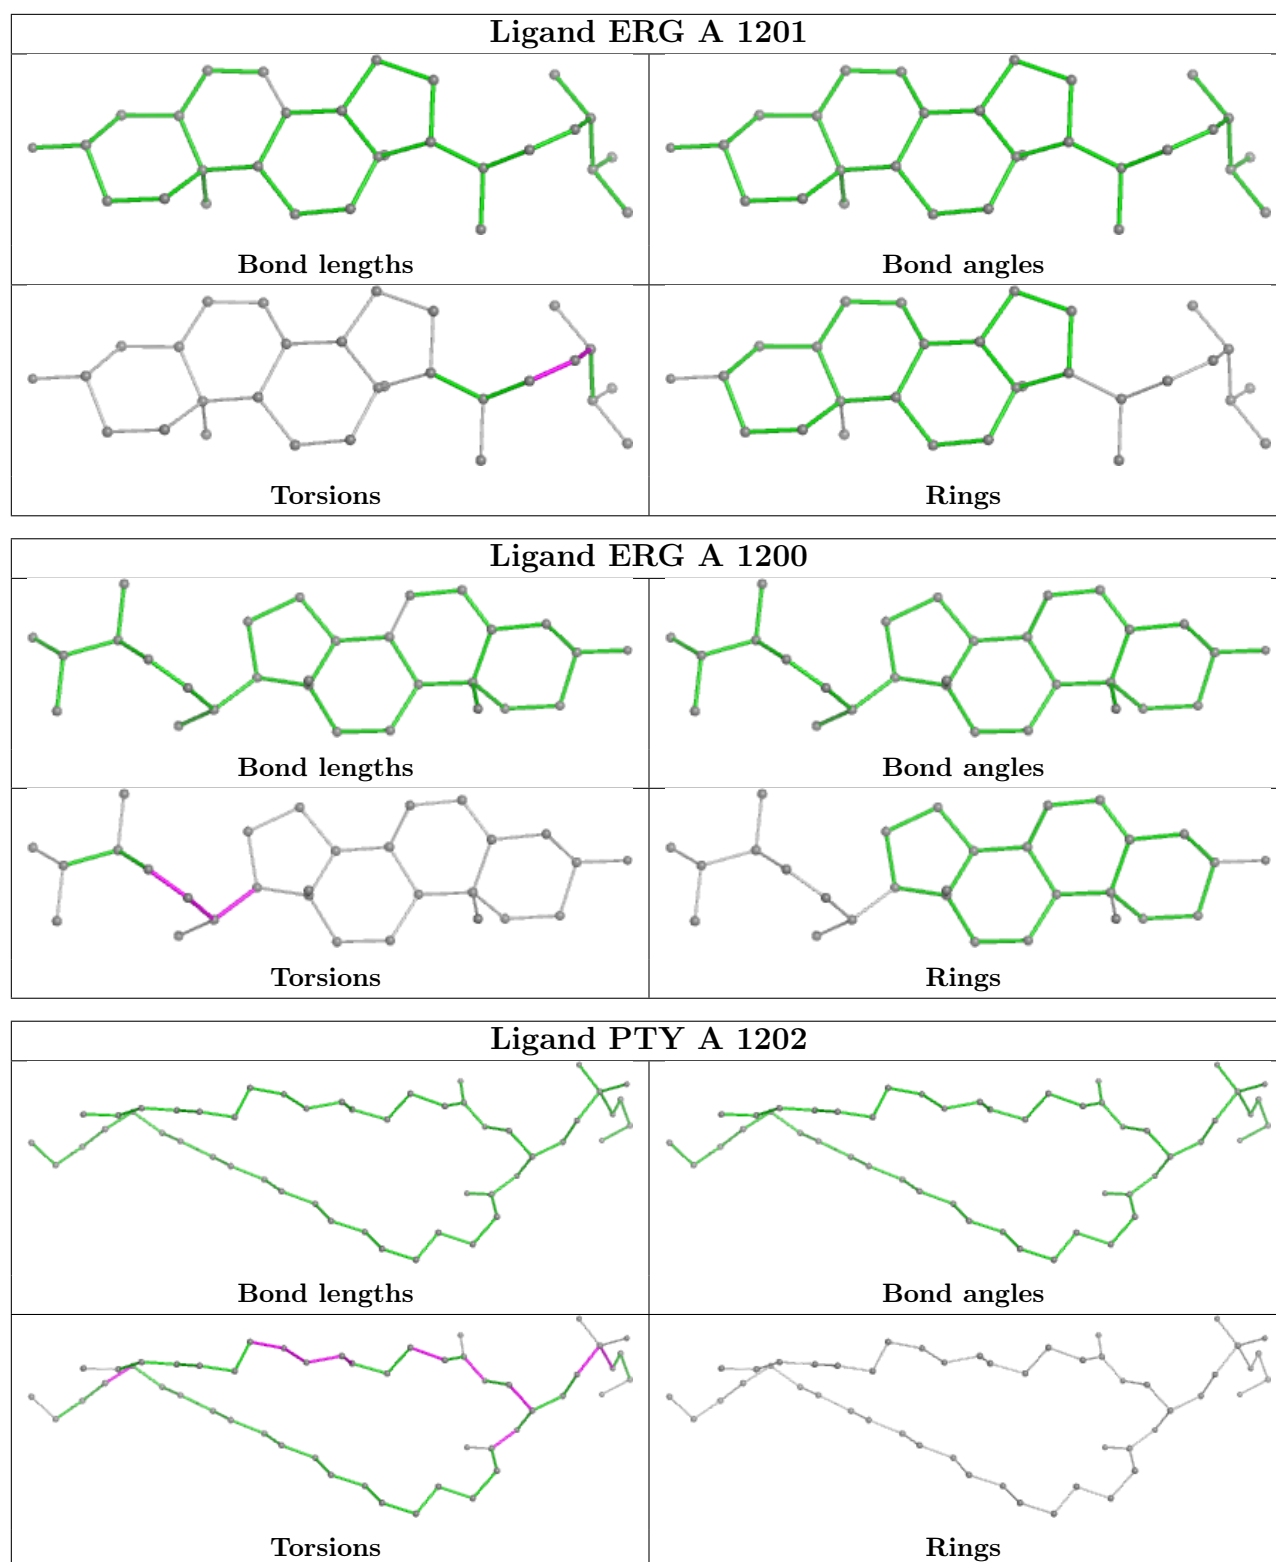 Ligand ERG A 1201
Bond lengths
Bond angles
Torsions
Rings
Ligand ERG A 1200
Bond lengths
Bond angles
Torsions
Rings
Ligand PTY A 1202
Bond lengths
Bond angles
Torsions
Rings